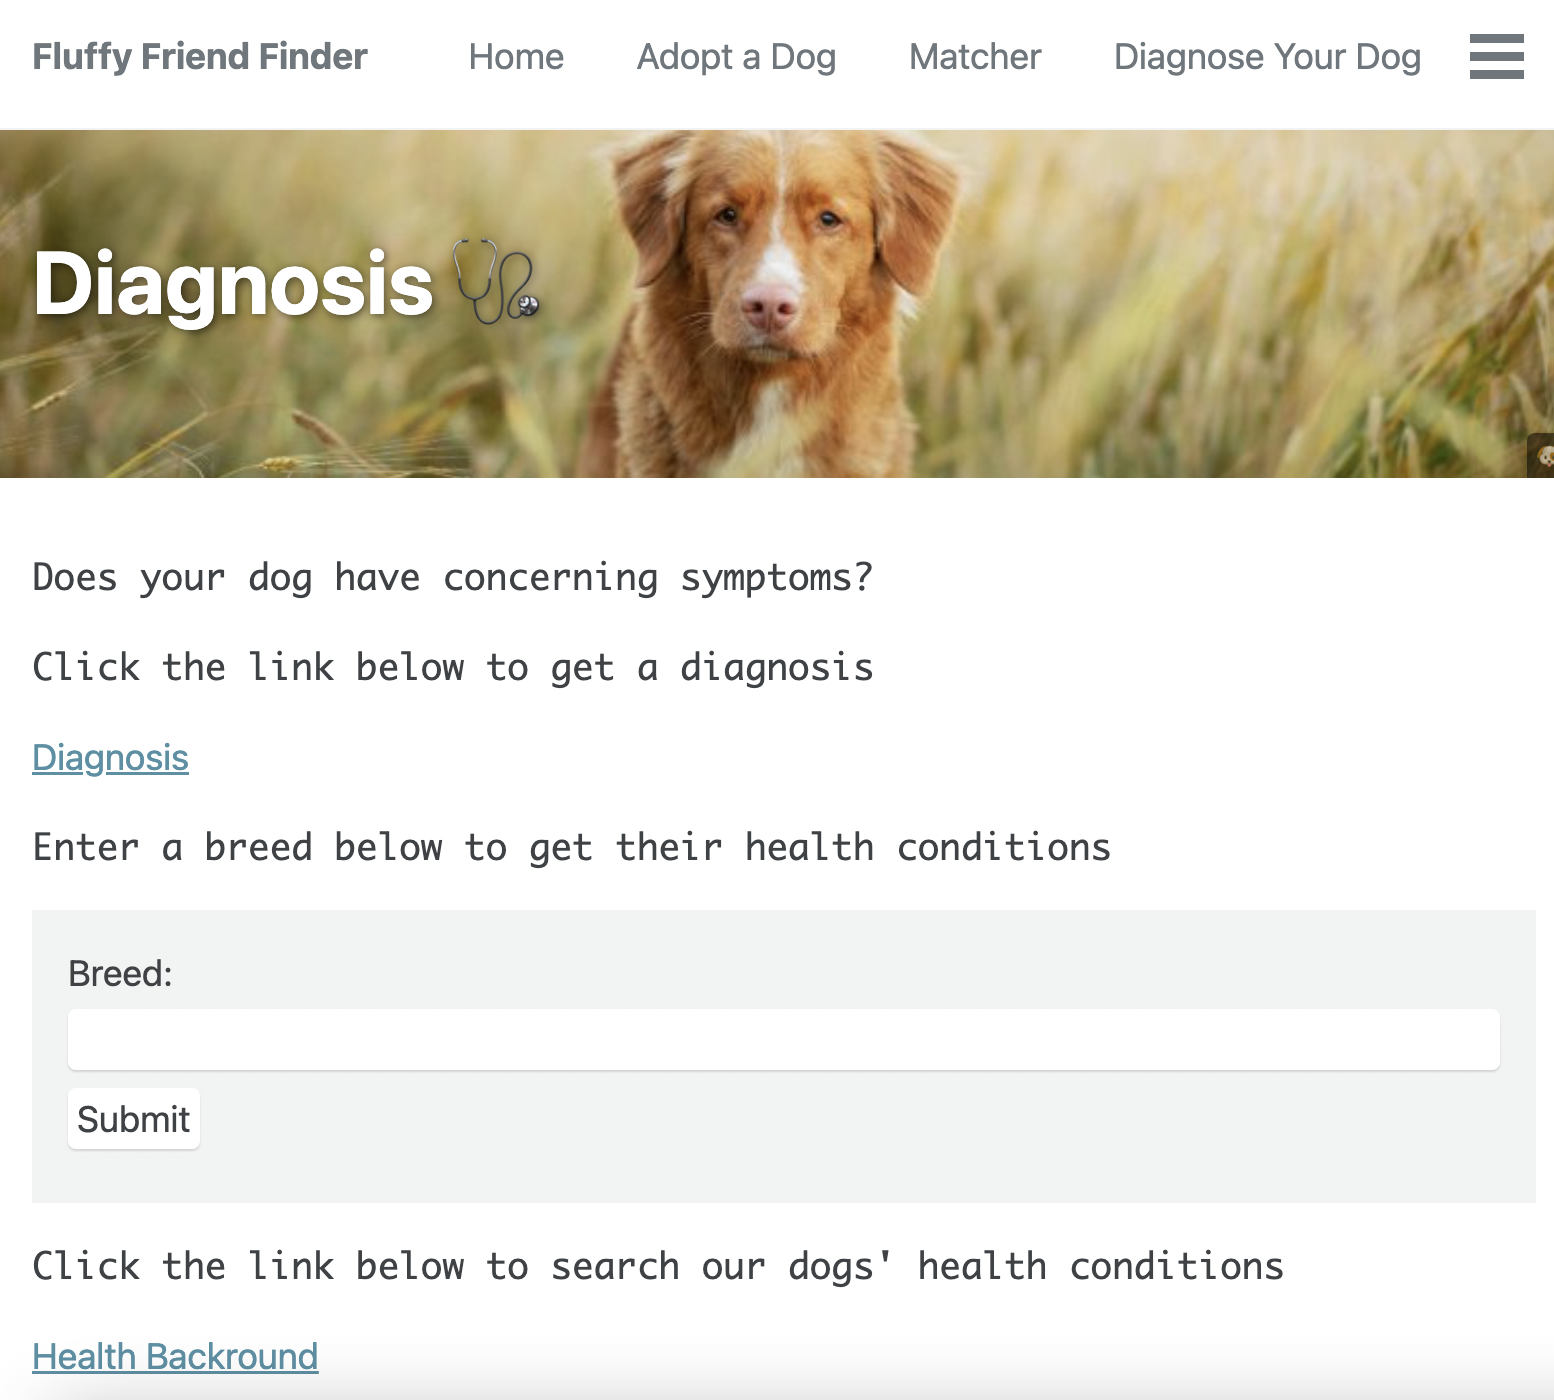 Fluffy Friend Finder Home Adopt a Dog Matcher Diagnose Your Dog
Diagnosis
Does your dog have concerning symptoms?
Click the link below to get a diagnosis
Diagnosis
Enter a breed below to get their health conditions
Breed:
Submit
Click the link below to search our dogs' health conditions
Health Backround